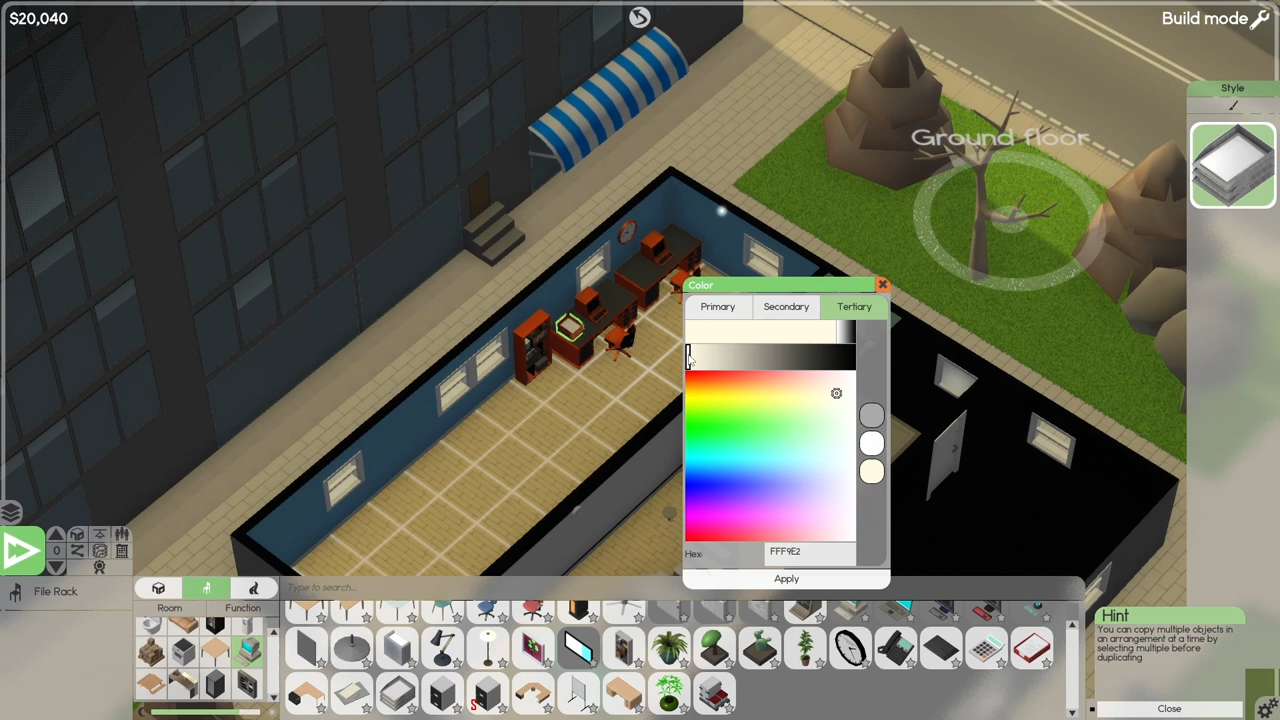 $20,040
Build mode
Style
Ground floor
Color
Primary
Secondary
Tertiary
Hex:
FFF9E2
Apply
0
File Rack
Type to search...
Room
Function
S
Hint
You can copy multiple objects in
an arrangement at a time by
selecting multiple before
duplicating
Close